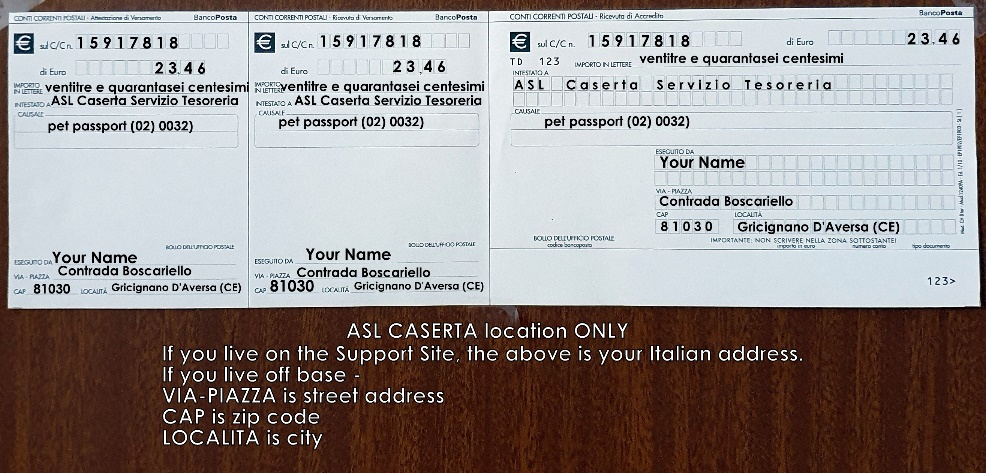 CONTI CORRENTI POSTALI - Attestazione di Versamento BancoPosta
€ sul C/C n. 15917818
di Euro 23.46
IMPORTO IN LETTERE ventitre e quarantasei centesimi
INTESTATO A ASL Caserta Servizio Tesoreria
CAUSALE
pet passport (02) 0032)
BOLLO DELL'UFFICIO POSTALE
ESEGUITO DA Your Name
VIA - PIAZZA Contrada Boscariello
CAP 81030 LOCALITÀ Gricignano D'Aversa (CE)
CONTI CORRENTI POSTALI - Ricevuta di Versamento BancoPosta
€ sul C/C n. 15917818
di Euro 23.46
IMPORTO IN LETTERE ventitre e quarantasei centesimi
INTESTATO A ASL Caserta Servizio Tesoreria
CAUSALE
pet passport (02) 0032)
BOLLO DELL'UFFICIO POSTALE
ESEGUITO DA Your Name
VIA - PIAZZA Contrada Boscariello
CAP 81030 LOCALITÀ Gricignano D'Aversa (CE)
CONTI CORRENTI POSTALI - Ricevuta di Accredito BancoPosta
€ sul C/C n. 15917818 di Euro 23.46
TD 123 IMPORTO IN LETTERE ventitre e quarantasei centesimi
INTESTATO A
ASL Caserta Servizio Tesoreria
CAUSALE
pet passport (02) 0032)
ESEGUITO DA
Your Name
VIA - PIAZZA
Contrada Boscariello
CAP LOCALITÀ
81030 Gricignano D'Aversa (CE)
BOLLO DELL'UFFICIO POSTALE
codice bancoposta
IMPORTANTE: NON SCRIVERE NELLA ZONA SOTTOSTANTE!
importo in euro numero conto tipo documento
123>
ASL CASERTA location ONLY
If you live on the Support Site, the above is your Italian address.
If you live off base -
VIA-PIAZZA is street address
CAP is zip code
LOCALITA is city